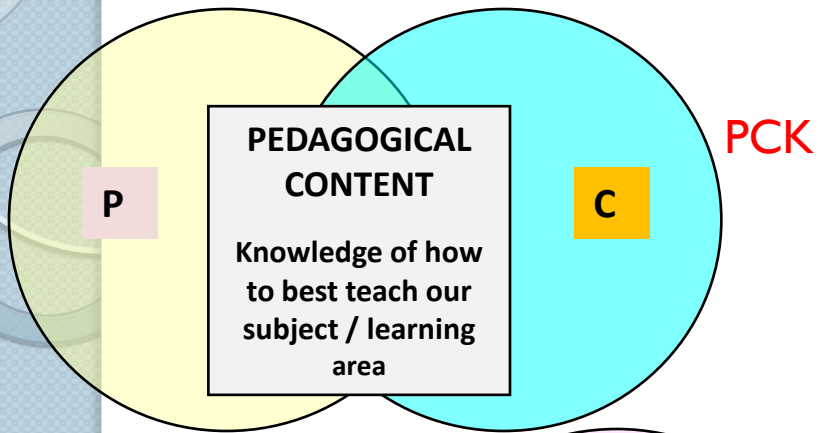 PEDAGOGICAL
CONTENT
Knowledge of how
to best teach our
subject / learning
area
P
C
PCK